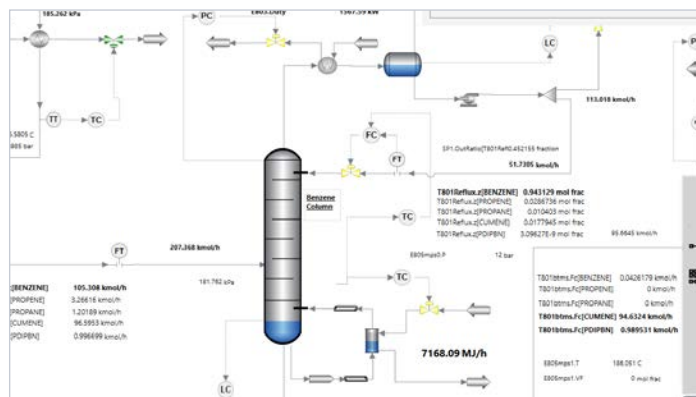 185.262 kPa
PC
E803.Duty
1567.59 kW
LC
TT
TC
113.018 kmol/h
FC
SP1.OutRatio[T801Refl0.452155 fraction
FT
51.7305 kmol/h
Benzene
Column
T801Reflux.z[BENZENE] 0.943129 mol frac
T801Reflux.z[PROPENE] 0.0286736 mol frac
T801Reflux.z[PROPANE] 0.010403 mol frac
T801Reflux.z[CUMENE] 0.0177945 mol frac
T801Reflux.z[PDIPBN] 3.09627E-9 mol frac
TC
FT
207.368 kmol/h
E805mps0.P
12 bar
95.6645 kmol/h
181.762 kPa
TC
:[BENZENE] 105.308 kmol/h
[PROPENE] 3.26616 kmol/h
[PROPANE] 1.20189 kmol/h
[CUMENE] 96.5953 kmol/h
[PDIPBN] 0.996699 kmol/h
T801btms.Fc[BENZENE] 0.0426179 kmol/h
T801btms.Fc[PROPENE] 0 kmol/h
T801btms.Fc[PROPANE] 0 kmol/h
T801btms.Fc[CUMENE] 94.6324 kmol/h
T801btms.Fc[PDIPBN] 0.989531 kmol/h
7168.09 MJ/h
E805mps1.T 188.051 C
E805mps1.VF 0 mol frac
LC